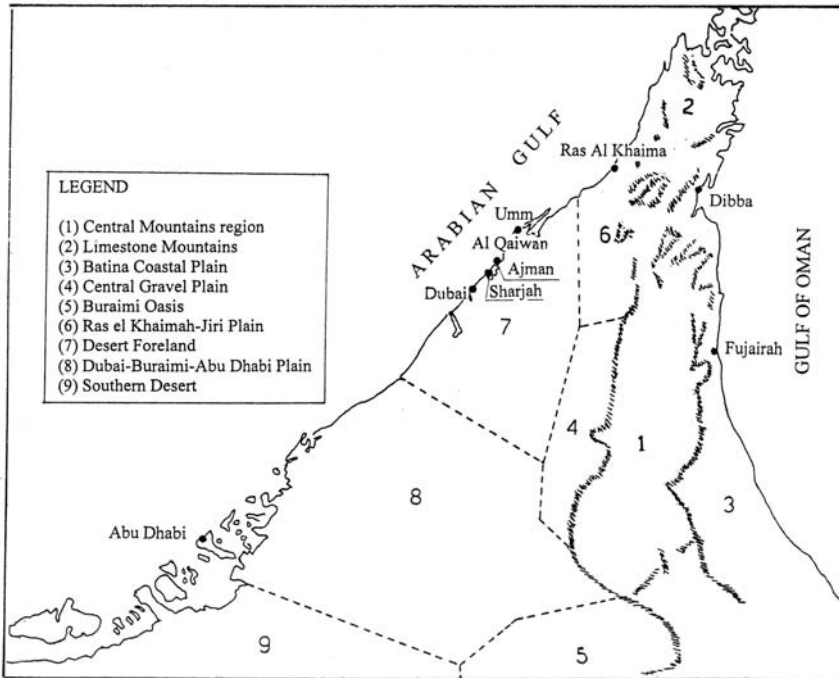 ARABIAN GULF
LEGEND
(1) Central Mountains region
(2) Limestone Mountains
(3) Batina Coastal Plain
(4) Central Gravel Plain
(5) Buraimi Oasis
(6) Ras el Khaimah-Jiri Plain
(7) Desert Foreland
(8) Dubai-Buraimi-Abu Dhabi Plain
(9) Southern Desert
2
Ras Al Khaima
Dibba
Umm
Al Qaiwan
6
Ajman
Sharjah
Dubai
7
GULF OF OMAN
Fujairah
4
1
8
3
Abu Dhabi
9
5